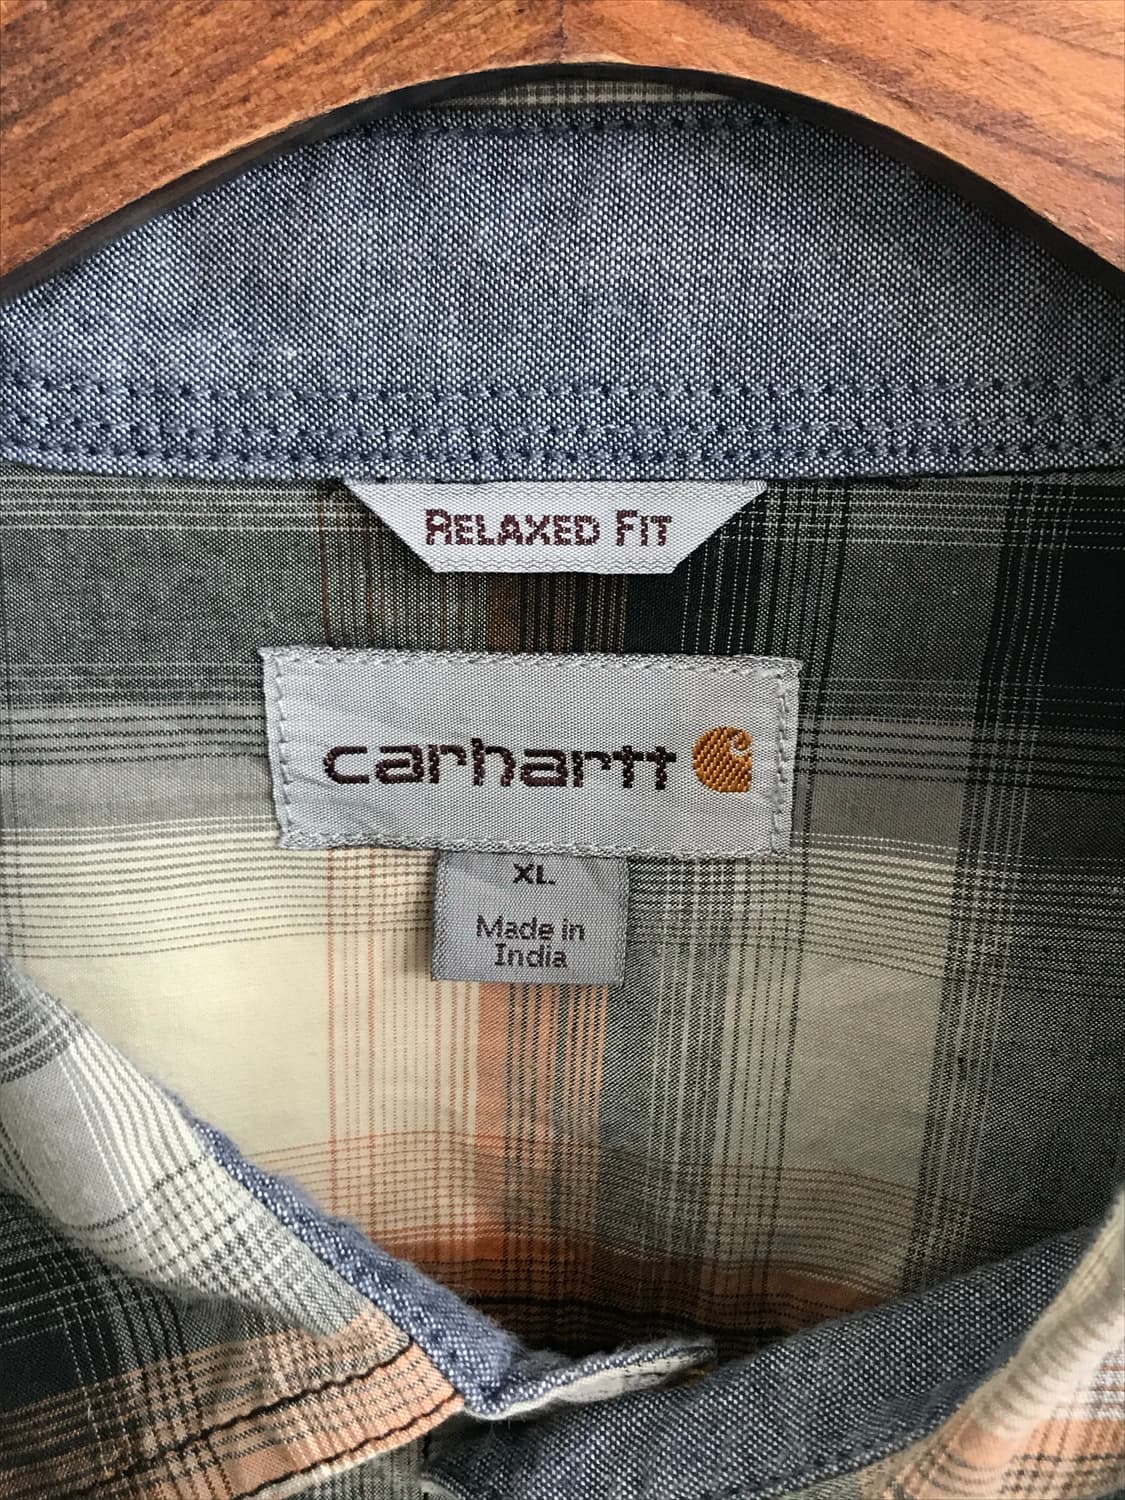 RELAXED FIT
carhartt
XL
Made in
India